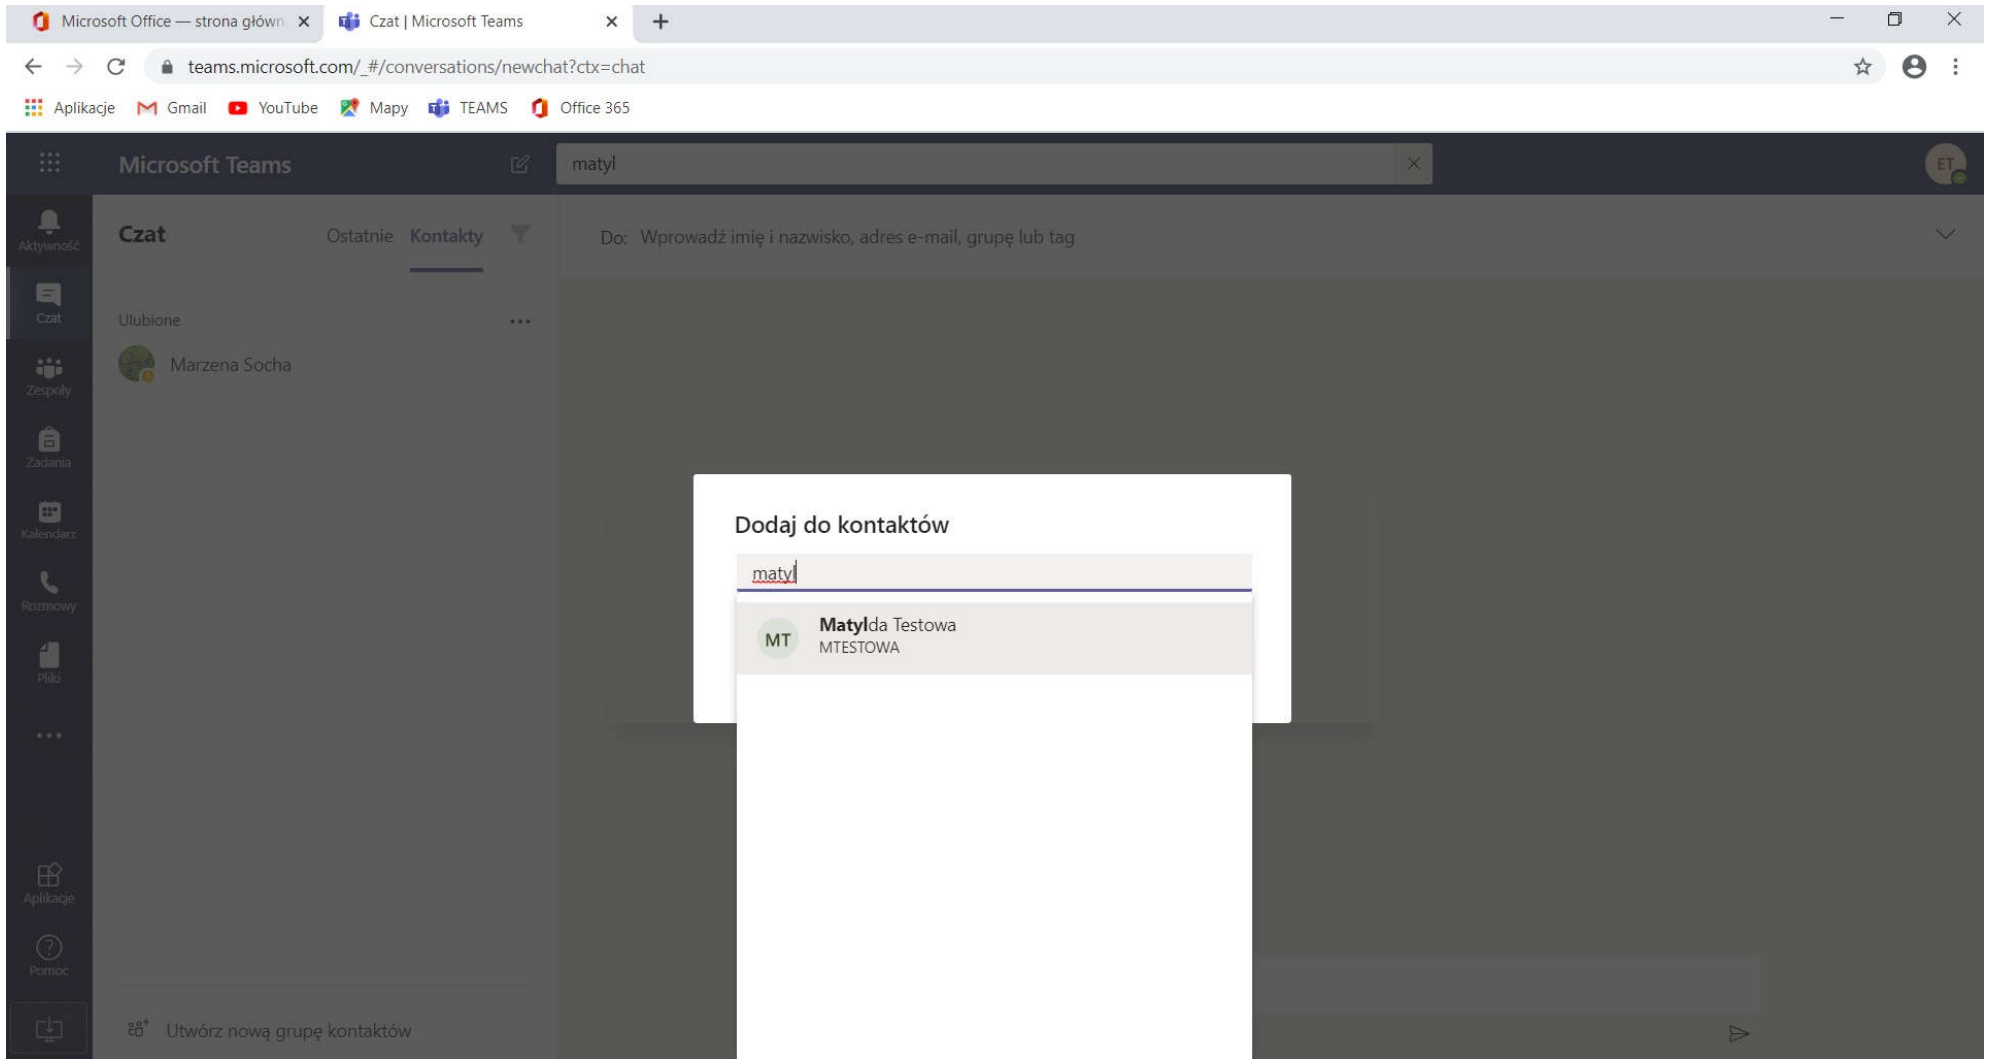 Microsoft Office — strona główn
Czat | Microsoft Teams
teams.microsoft.com/_#/conversations/newchat?ctx=chat
Aplikacje Gmail YouTube Mapy TEAMS Office 365
Microsoft Teams
matyl
ET
Aktywność
Czat
Ostatnie Kontakty
Do: Wprowadź imię i nazwisko, adres e-mail, grupę lub tag
Czat
Ulubione
Marzena Socha
Zespoły
Zadania
Kalendarz
Rozmowy
Pliki
Dodaj do kontaktów
matyl
MT
Matylda Testowa
MTESTOWA
Aplikacje
Pomoc
Utwórz nową grupę kontaktów